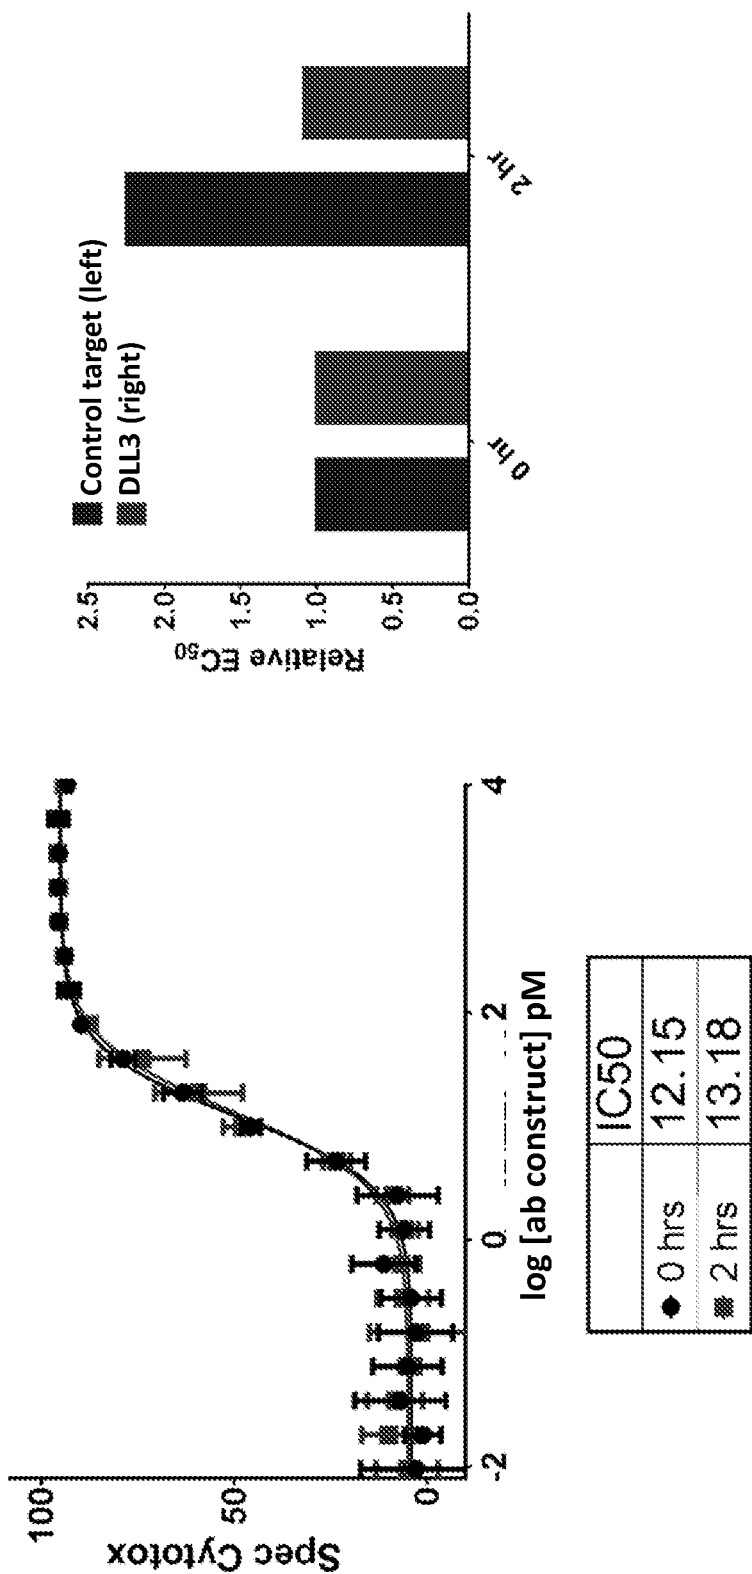 Spec Cytotox
100
50
0
-2
0
2
4
log [ab construct] pM
IC50
0 hrs
12.15
2 hrs
13.18
Control target (left)
DLL3 (right)
Relative EC50
2.5
2.0
1.5
1.0
0.5
0.0
0 hr
2 hr